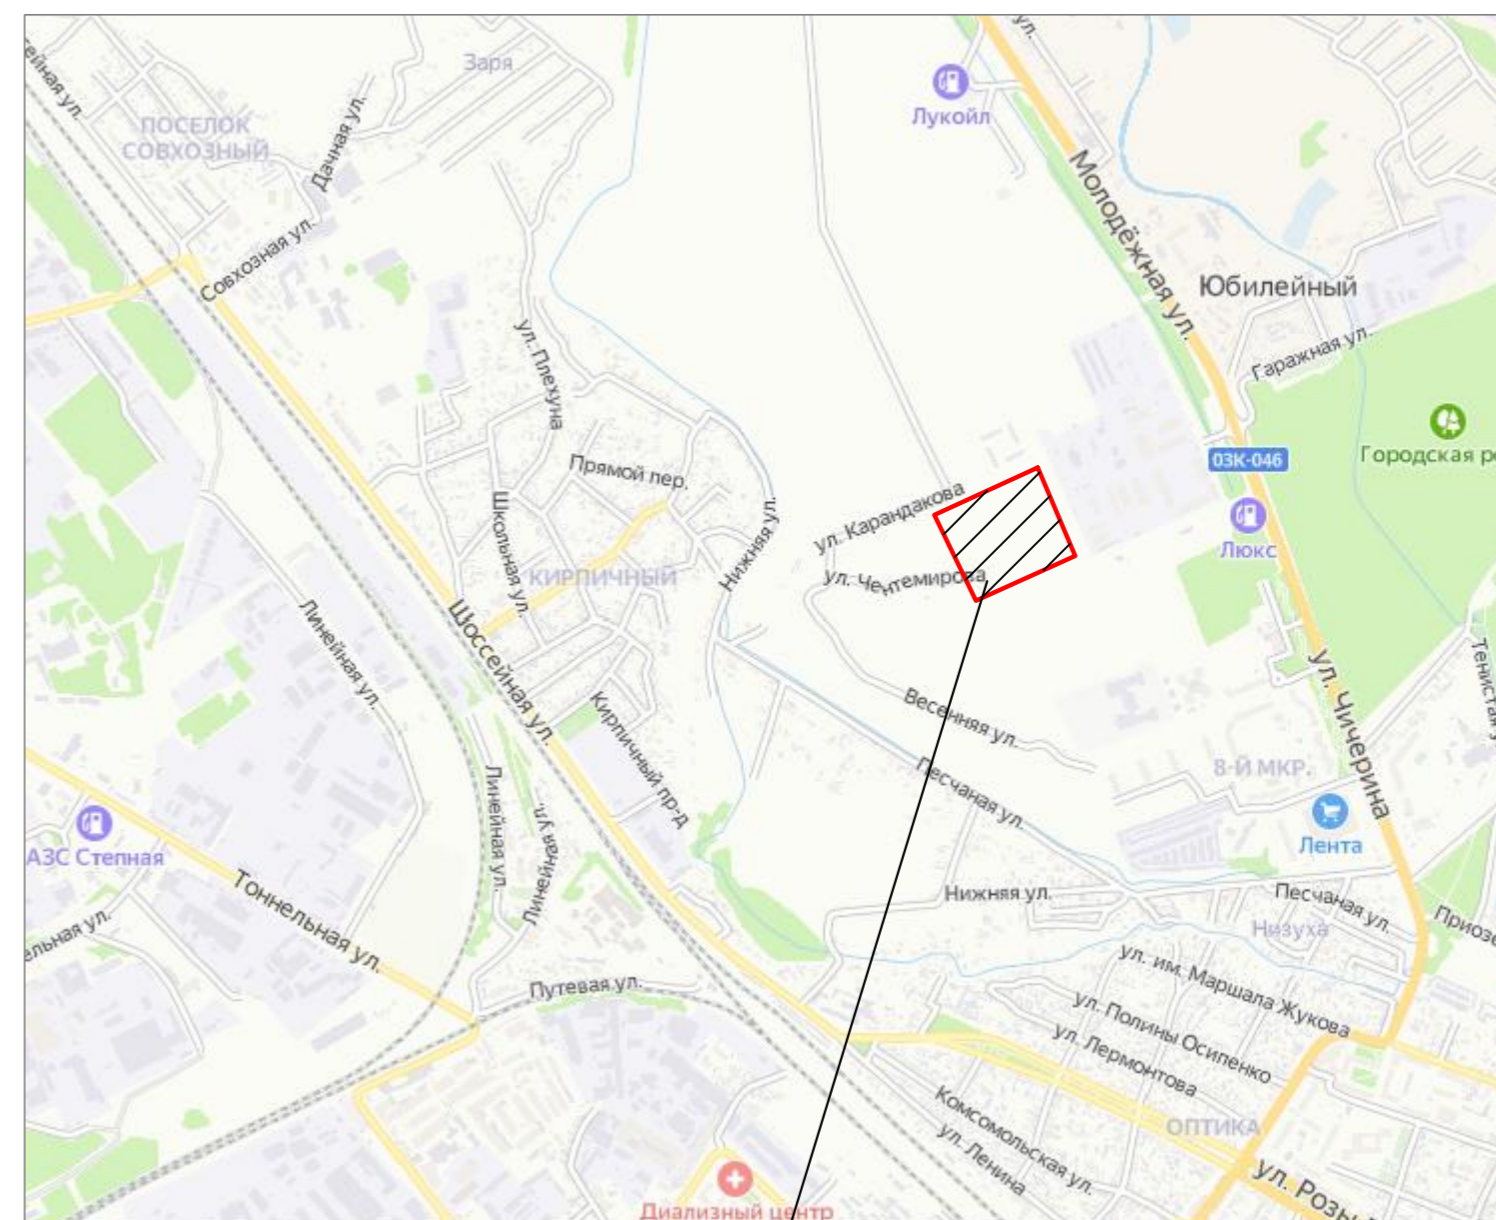 ул.
Заря
Лукойл
ПОСЕЛОК
СОВХОЗНЫЙ
Дачная ул.
Молодёжная ул.
Совхозная ул.
Юбилейный
Гаражная ул.
ул. Плехуна
Городская
03К-046
Прямой пер.
ул. Карандакова
Школьная ул.
Нижняя ул.
Люкс
КИРПИЧНЫЙ
ул. Чентемирова
Линейная ул.
Шоссейная ул.
ул. Чичерина
Кирпичный пр-д
Весенняя ул.
8-Й МКР.
Песчаная ул.
Линейная ул.
Линейная ул.
Лента
АЗС Степная
Тоннельная ул.
Нижняя ул.
Песчаная ул.
Низуха
ул. им. Маршала Жукова
Путевая ул.
ул. Полины Осипенко
ул. Лермонтова
Комсомольская ул.
ул. Ленина
ОПТИКА
ул. Розы
Диализный центр